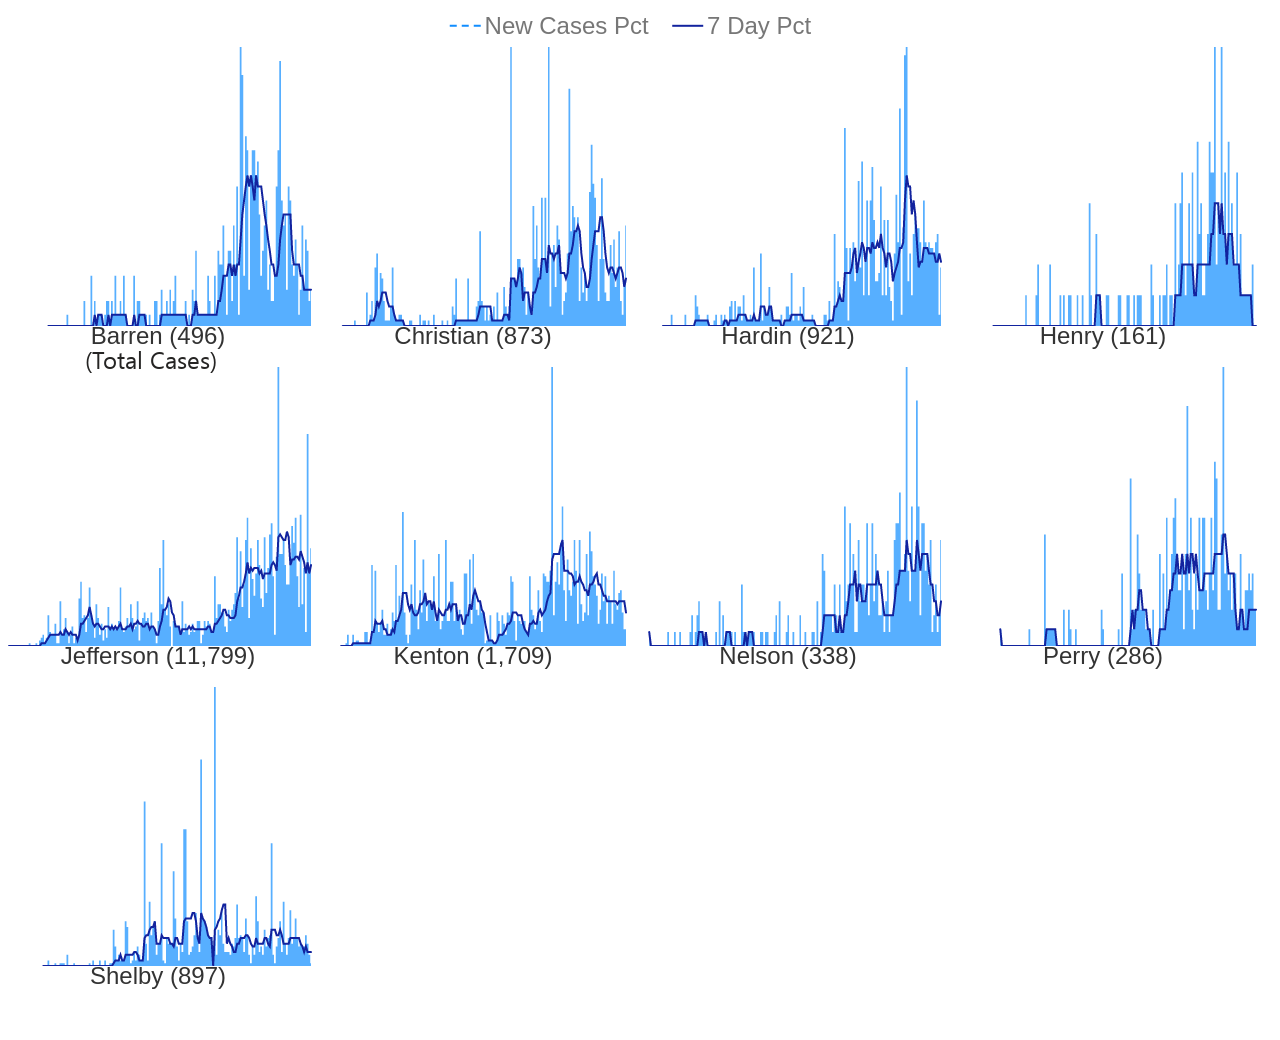 New Cases Pct 7 Day Pct
Barren (496) Christian (873) Hardin (921) Henry (161)
(Total Cases)
Jefferson (11,799) Kenton (1,709) Nelson (338) Perry (286)
Shelby (897)